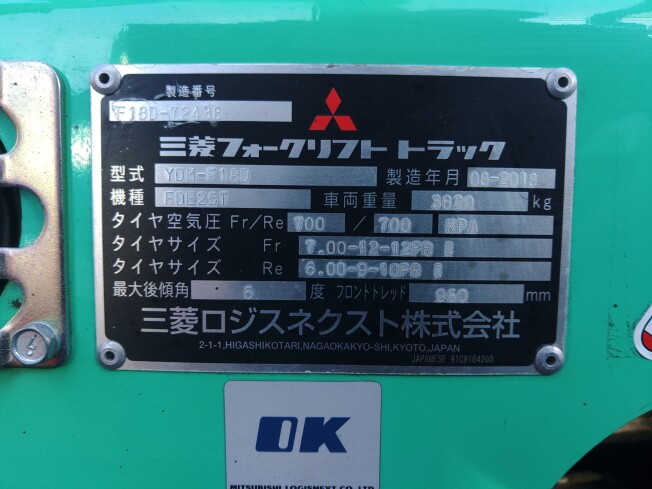 製造番号
F18D-72436
三菱フォークリフト トラック
型式 YDM-F18D 製造年月 08-2018
機種 FDE25T 車両重量 kg
タイヤ空気圧 Fr/Re 700 / 700 KPA
タイヤサイズ Fr 7.00-12-12PR
タイヤサイズ Re 6.00-9-10PR
最大後傾角 6 度 フロントトレッド 960 mm
三菱ロジスネクスト株式会社
2-1-1,HIGASHIKOTARI,NAGAOKAKYO-SHI,KYOTO,JAPAN
JAPANESE 91C8104200
OK
MITSUBISHI LOGISNEXT CO.,LTD.